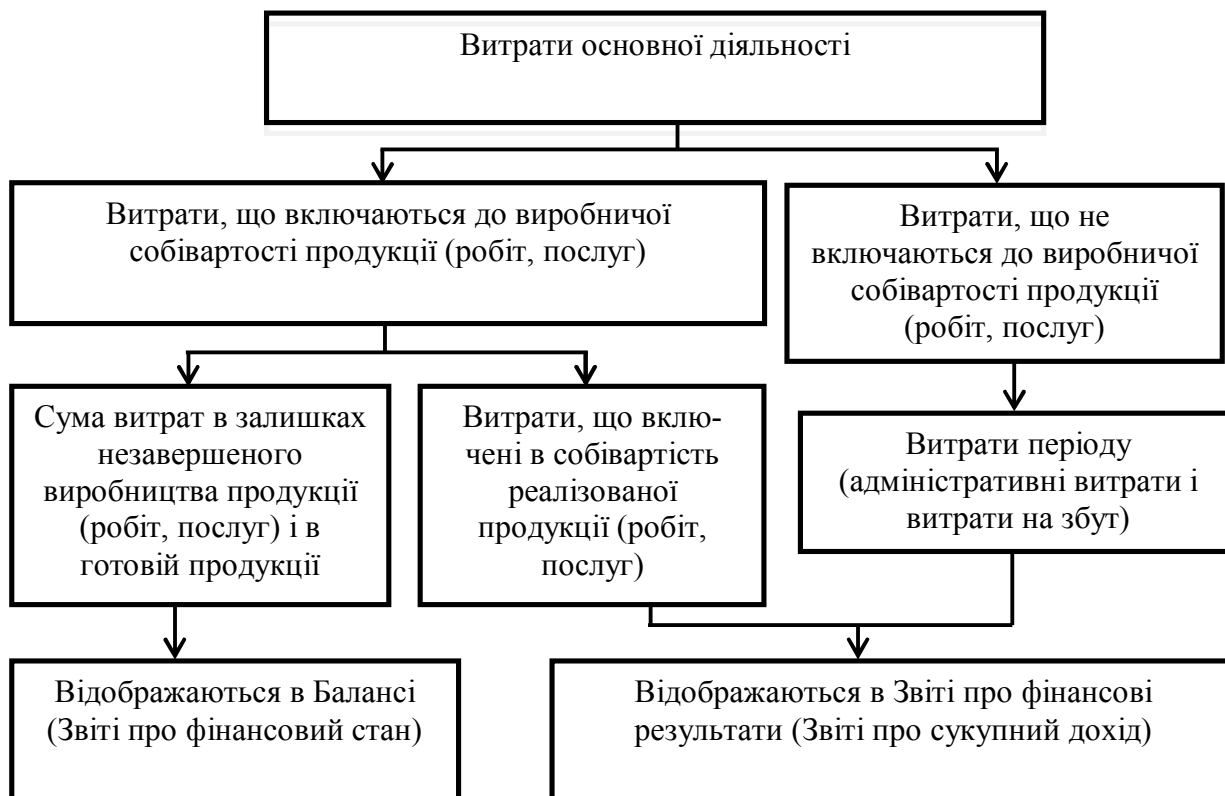 Витрати основної діяльності
Витрати, що включаються до виробничої
собівартості продукції (робіт, послуг)
Витрати, що не
включаються до виробничої
собівартості продукції
(робіт, послуг)
Сума витрат в залишках
незавершеного
виробництва продукції
(робіт, послуг) і в
готовій продукції
Витрати, що вклю-
чені в собівартість
реалізованої
продукції (робіт,
послуг)
Витрати періоду
(адміністративні витрати і
витрати на збут)
Відображаються в Балансі
(Звіті про фінансовий стан)
Відображаються в Звіті про фінансові
результати (Звіті про сукупний дохід)